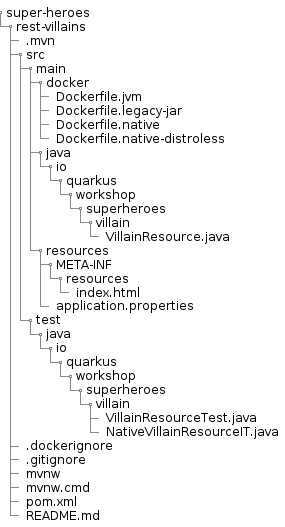 super-heroes
rest-villains
.mvn
src
main
docker
Dockerfile.jvm
Dockerfile.legacy-jar
Dockerfile.native
Dockerfile.native-distroless
java
io
quarkus
workshop
superheroes
villain
VillainResource.java
resources
META-INF
resources
index.html
application.properties
test
java
io
quarkus
workshop
superheroes
villain
VillainResourceTest.java
NativeVillainResourceIT.java
.dockerignore
.gitignore
mvnw
mvnw.cmd
pom.xml
README.md